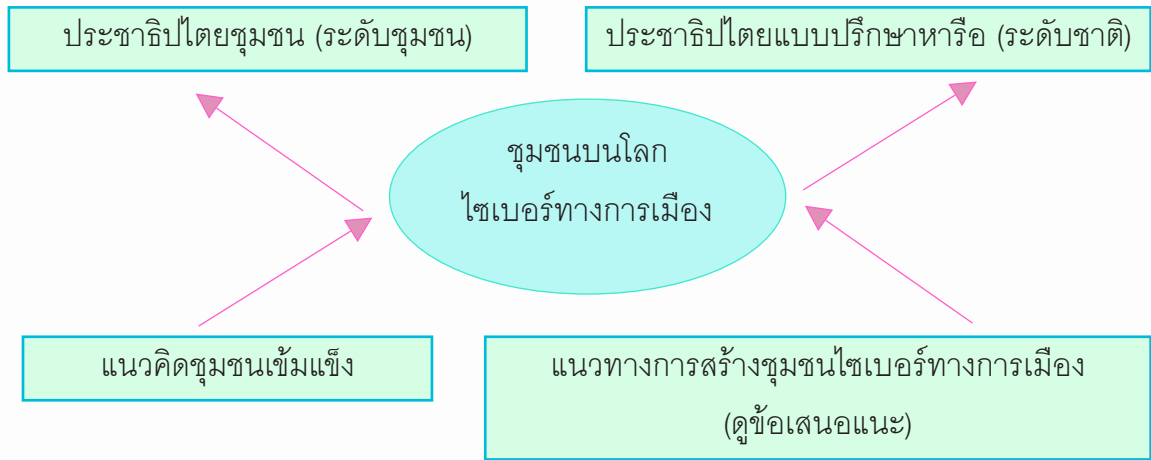 ประชาธิปไตยชุมชน (ระดับชุมชน)
ประชาธิปไตยแบบปรึกษาหารือ (ระดับชาติ)
ชุมชนบนโลก
ไซเบอร์ทางการเมือง
แนวคิดชุมชนเข้มแข็ง
แนวทางการสร้างชุมชนไซเบอร์ทางการเมือง
(ดูข้อเสนอแนะ)